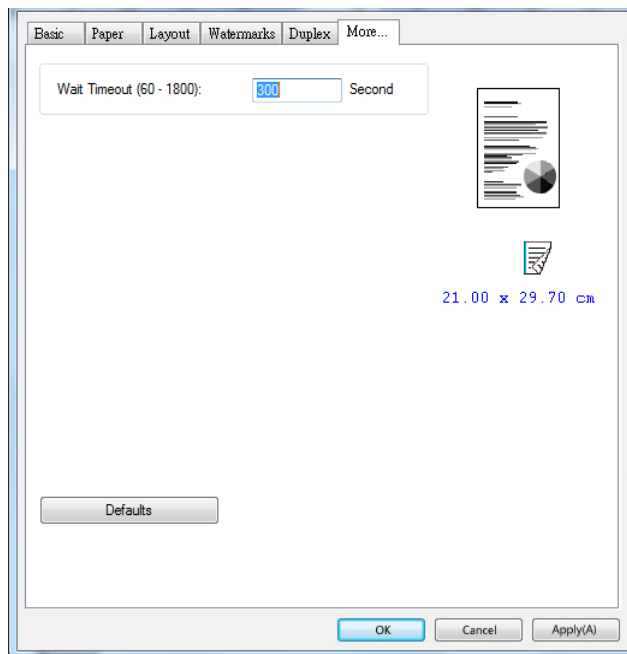 Basic Paper Layout Watermarks Duplex More...
Wait Timeout (60 - 1800): 300 Second
21.00 x 29.70 cm
Defaults
OK Cancel Apply(A)